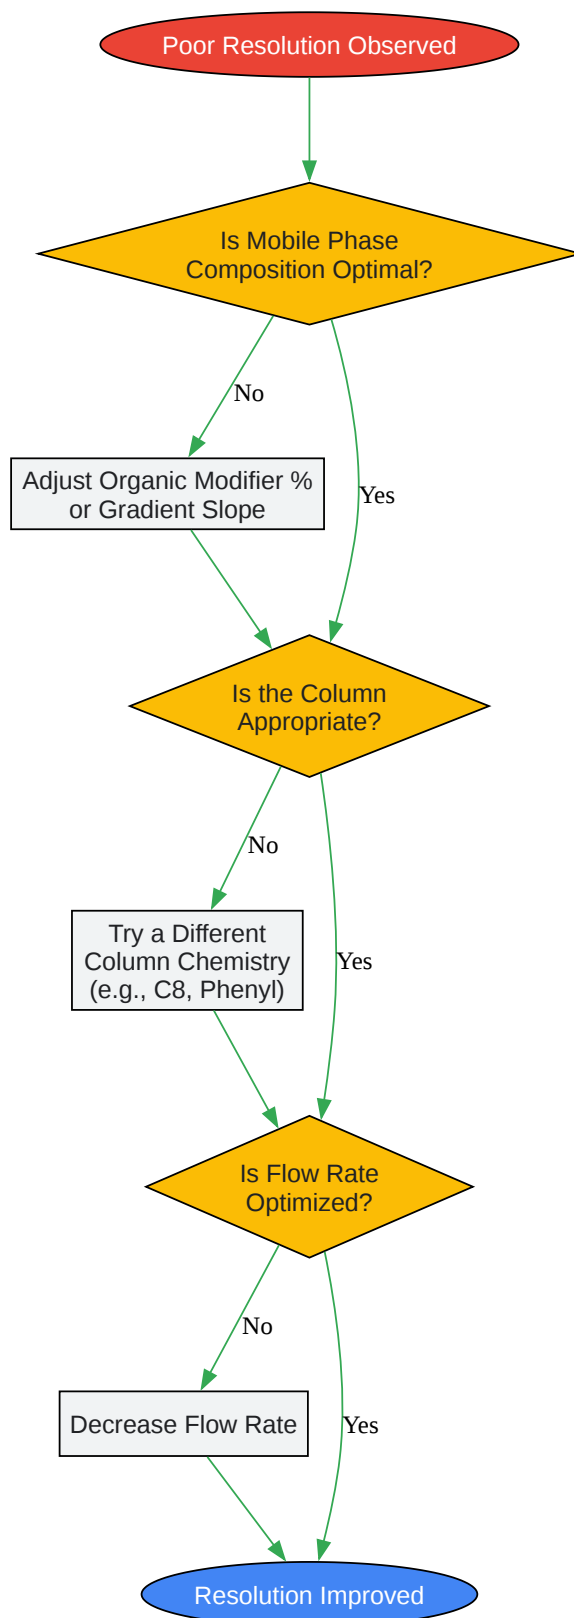 Poor Resolution Observed
Is Mobile Phase
Composition Optimal?
No
Adjust Organic Modifier %
or Gradient Slope
Yes
Is the Column
Appropriate?
No
Try a Different
Column Chemistry
(e.g., C8, Phenyl)
Yes
Is Flow Rate
Optimized?
No
Decrease Flow Rate
Yes
Resolution Improved